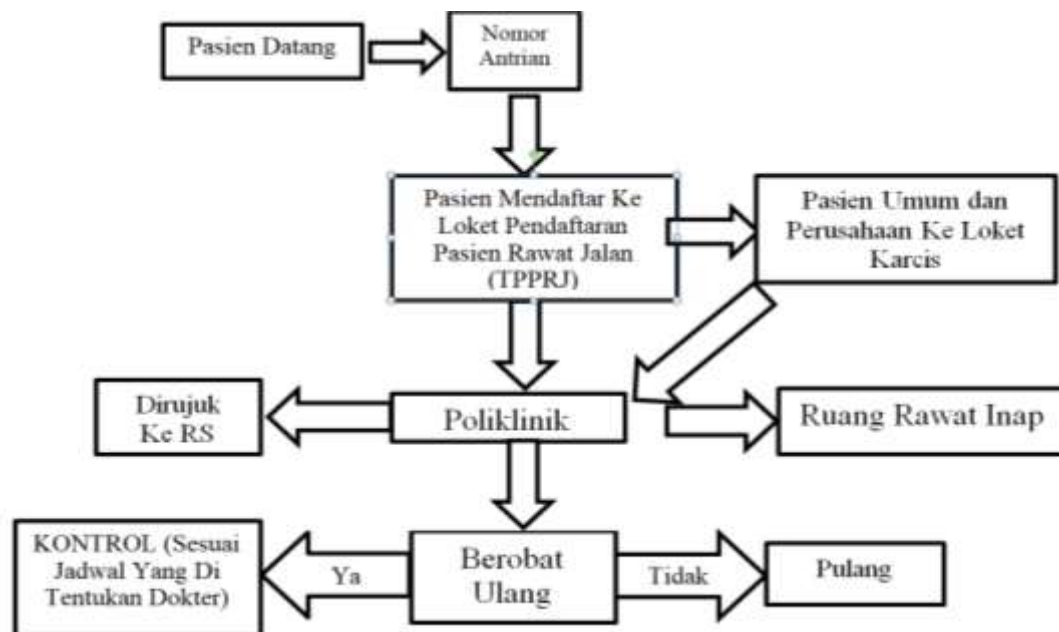 Pasien Datang
Nomor
Antrian
Pasien Mendaftar Ke
Loket Pendaftaran
Pasien Rawat Jalan
(TPPRJ)
Pasien Umum dan
Perusahaan Ke Loket
Karcis
Dirujuk
Ke RS
Poliklinik
Ruang Rawat Inap
KONTROL (Sesuai
Jadwal Yang Di
Tentukan Dokter)
Ya
Berobat
Ulang
Tidak
Pulang